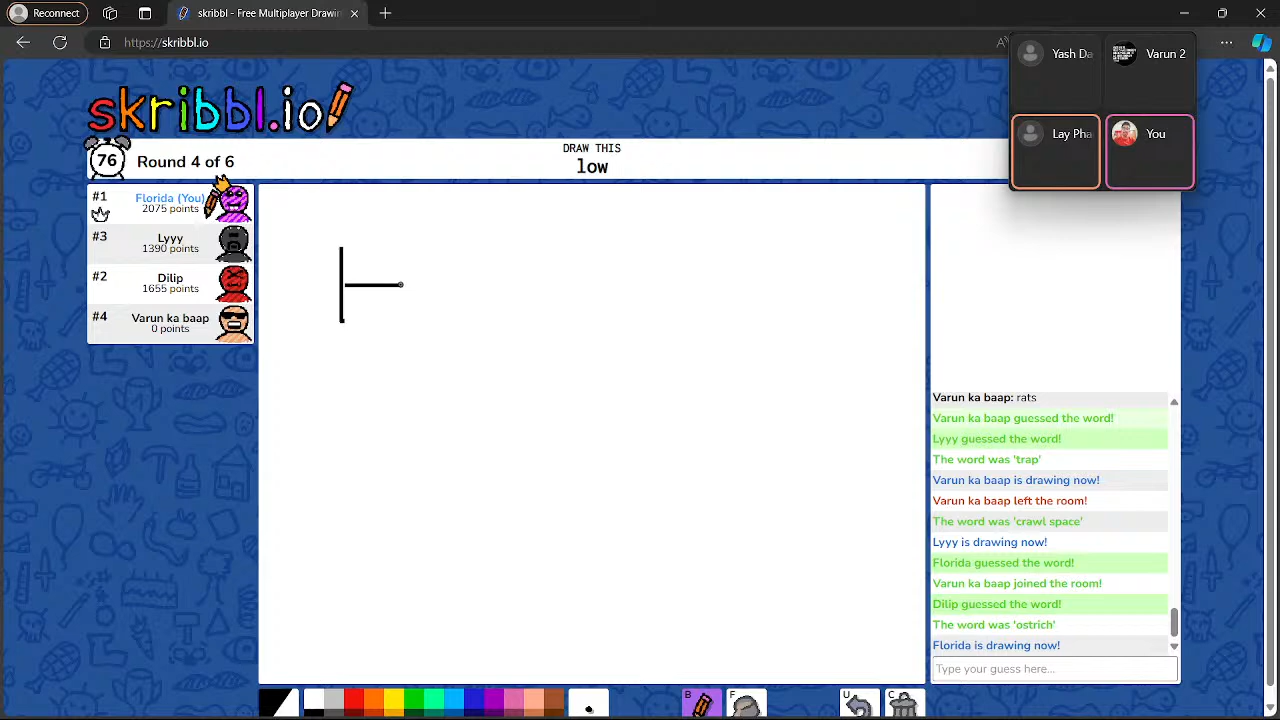 Reconnect
skribbl - Free Multiplayer Drawin
https://skribbl.io
Yash Da
Varun 2
Lay Pha
You
skribbl.io
76
Round 4 of 6
DRAW THIS
low
#1
Florida (You)
2075 points
#3
Lyyy
1390 points
#2
Dilip
1655 points
#4
Varun ka baap
0 points
Varun ka baap: rats
Varun ka baap guessed the word!
Lyyy guessed the word!
The word was 'trap'
Varun ka baap is drawing now!
Varun ka baap left the room!
The word was 'crawl space'
Lyyy is drawing now!
Florida guessed the word!
Varun ka baap joined the room!
Dilip guessed the word!
The word was 'ostrich'
Florida is drawing now!
Type your guess here...
B
F
U
C